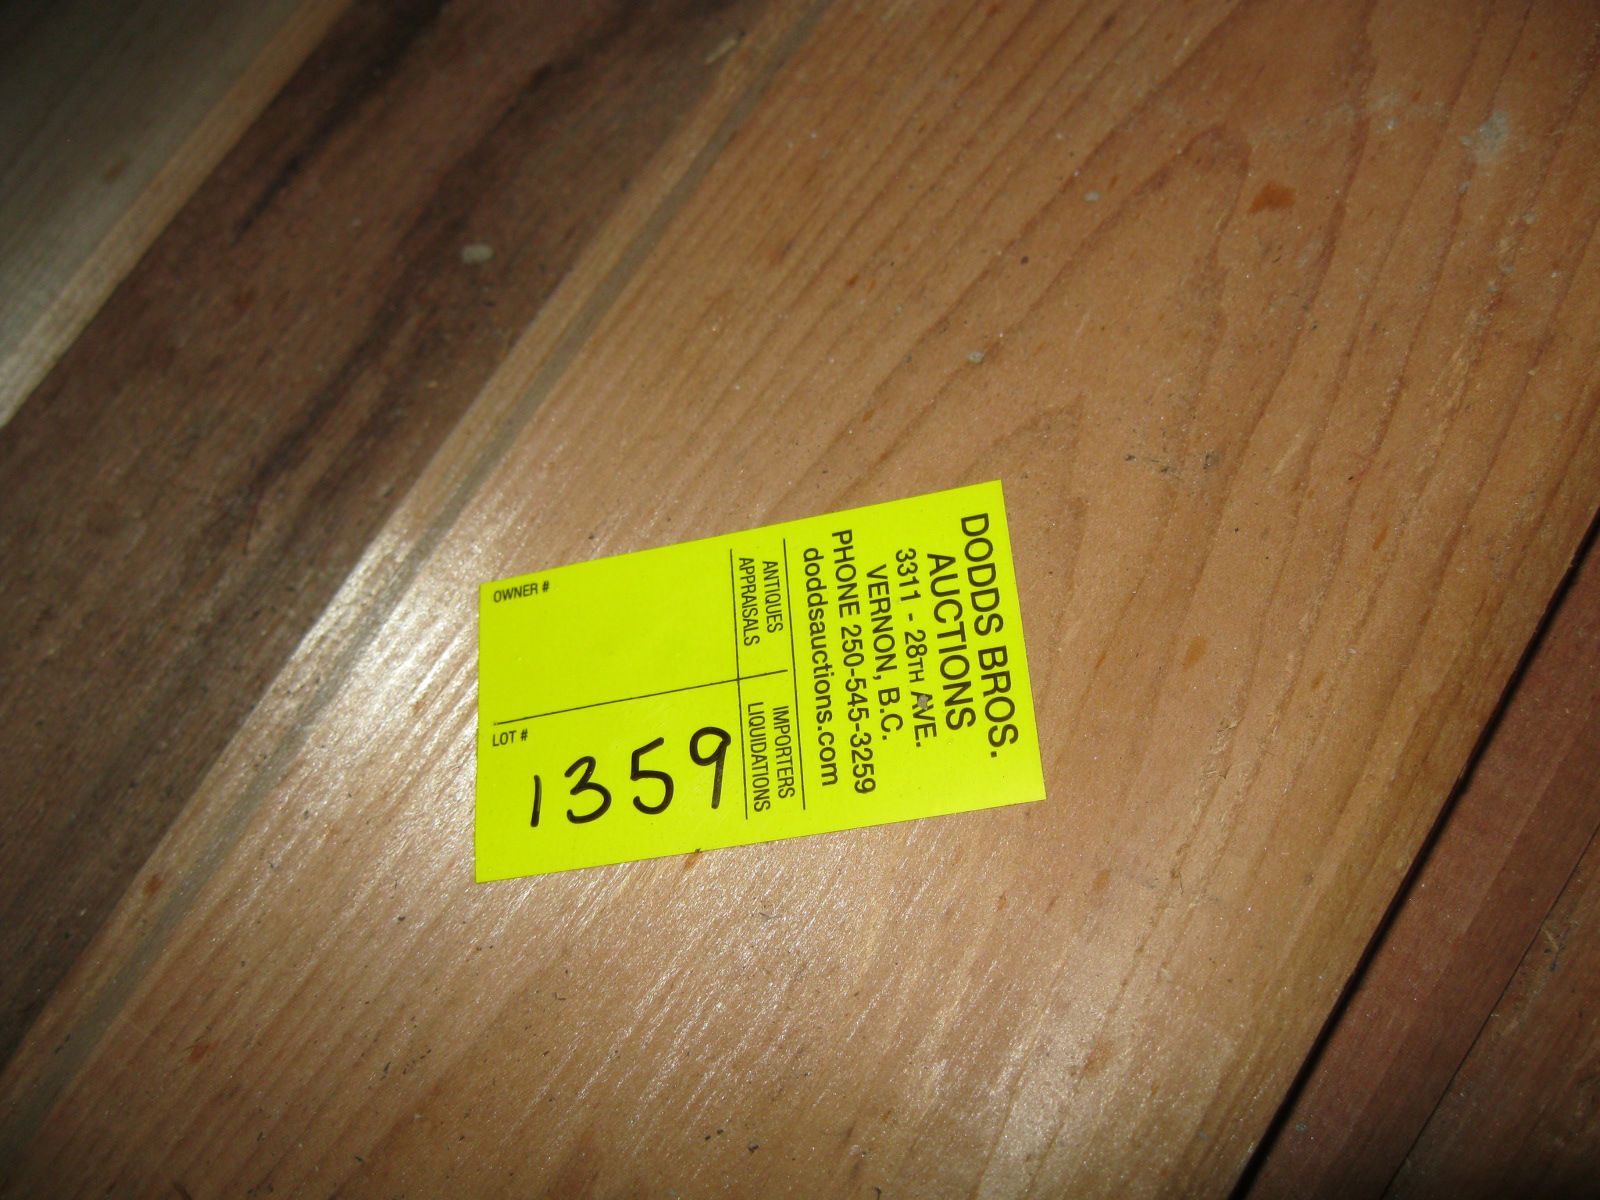 DODDS BROS.
AUCTIONS
3311 - 28TH AVE.
VERNON, B.C.
PHONE 250-545-3259
doddsauctions.com
ANTIQUES IMPORTERS
APPRAISALS LIQUIDATIONS
OWNER #
LOT #
1359